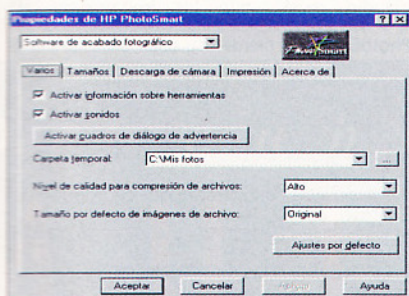 Propiedades de HP PhotoSmart
Software de acabado fotográfico
PhotoSmart
Varios Tamaños Descarga de cámara Impresión Acerca de
Activar información sobre herramientas
Activar sonidos
Activar cuadros de diálogo de advertencia
Carpeta temporal: C:\Mis fotos ...
Nivel de calidad para compresión de archivos: Alto
Tamaño por defecto de imágenes de archivo: Original
Ajustes por defecto
Aceptar Cancelar Aplicar Ayuda